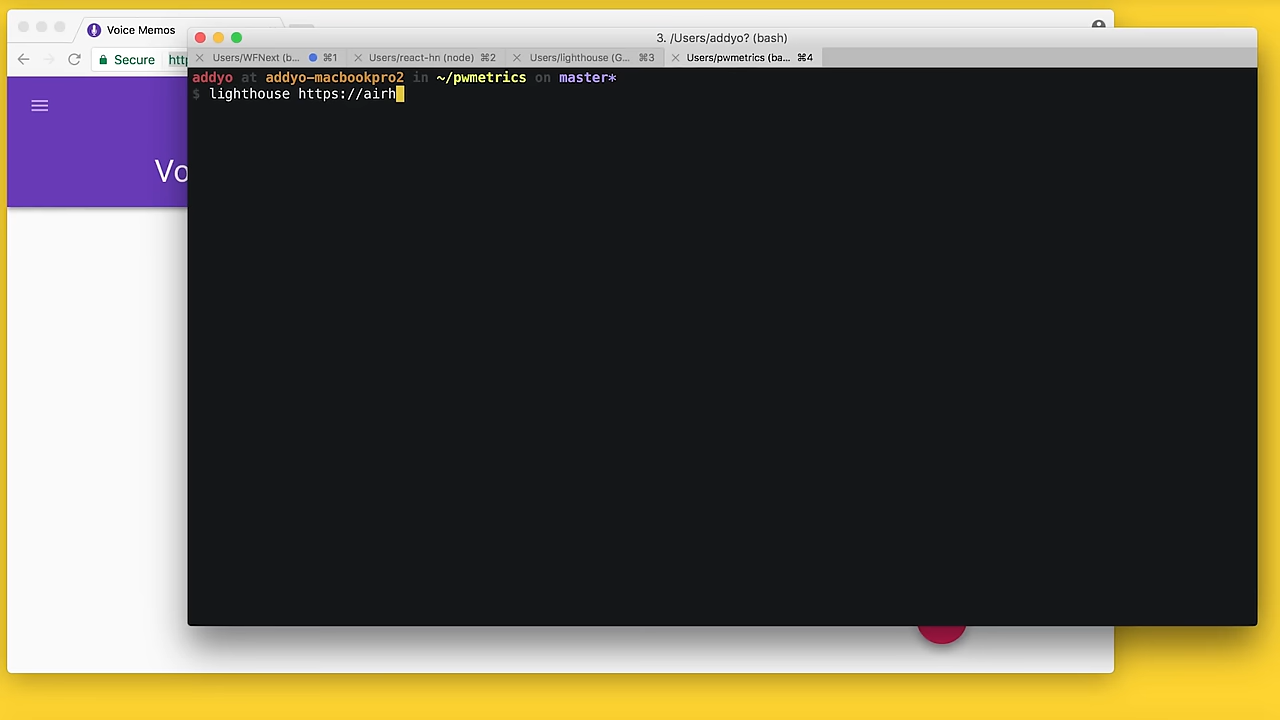 Voice Memos
Secure http
Vo
3. /Users/addyo? (bash)
Users/WFNext (b... ⌘1
Users/react-hn (node) ⌘2
Users/lighthouse (G... ⌘3
Users/pwmetrics (ba... ⌘4
addyo at addyo-macbookpro2 in ~/pwmetrics on master*
$ lighthouse https://airh